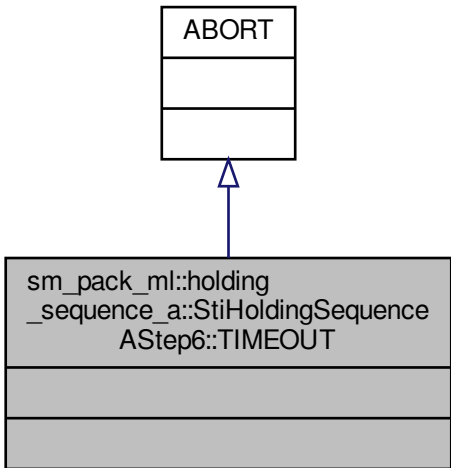 ABORT
sm_pack_ml::holding
_sequence_a::StiHoldingSequence
AStep6::TIMEOUT